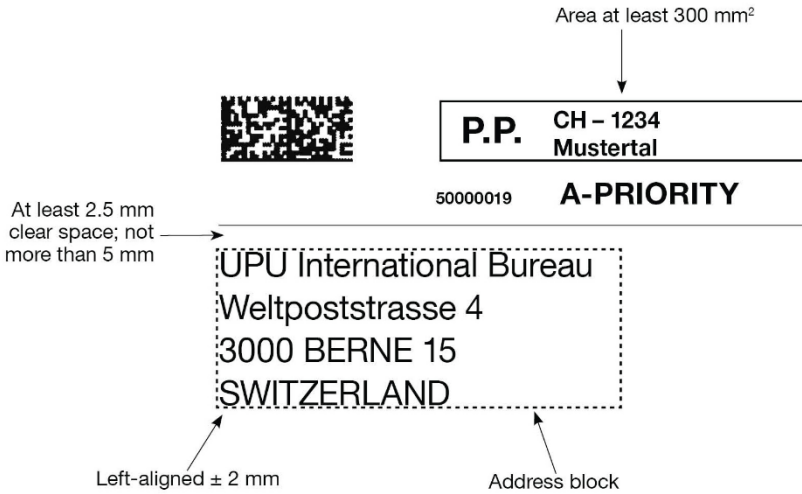 Area at least 300 mm²
P.P.
CH – 1234
Mustertal
50000019
A-PRIORITY
At least 2.5 mm
clear space; not
more than 5 mm
UPU International Bureau
Weltpoststrasse 4
3000 BERNE 15
SWITZERLAND
Left-aligned ± 2 mm
Address block